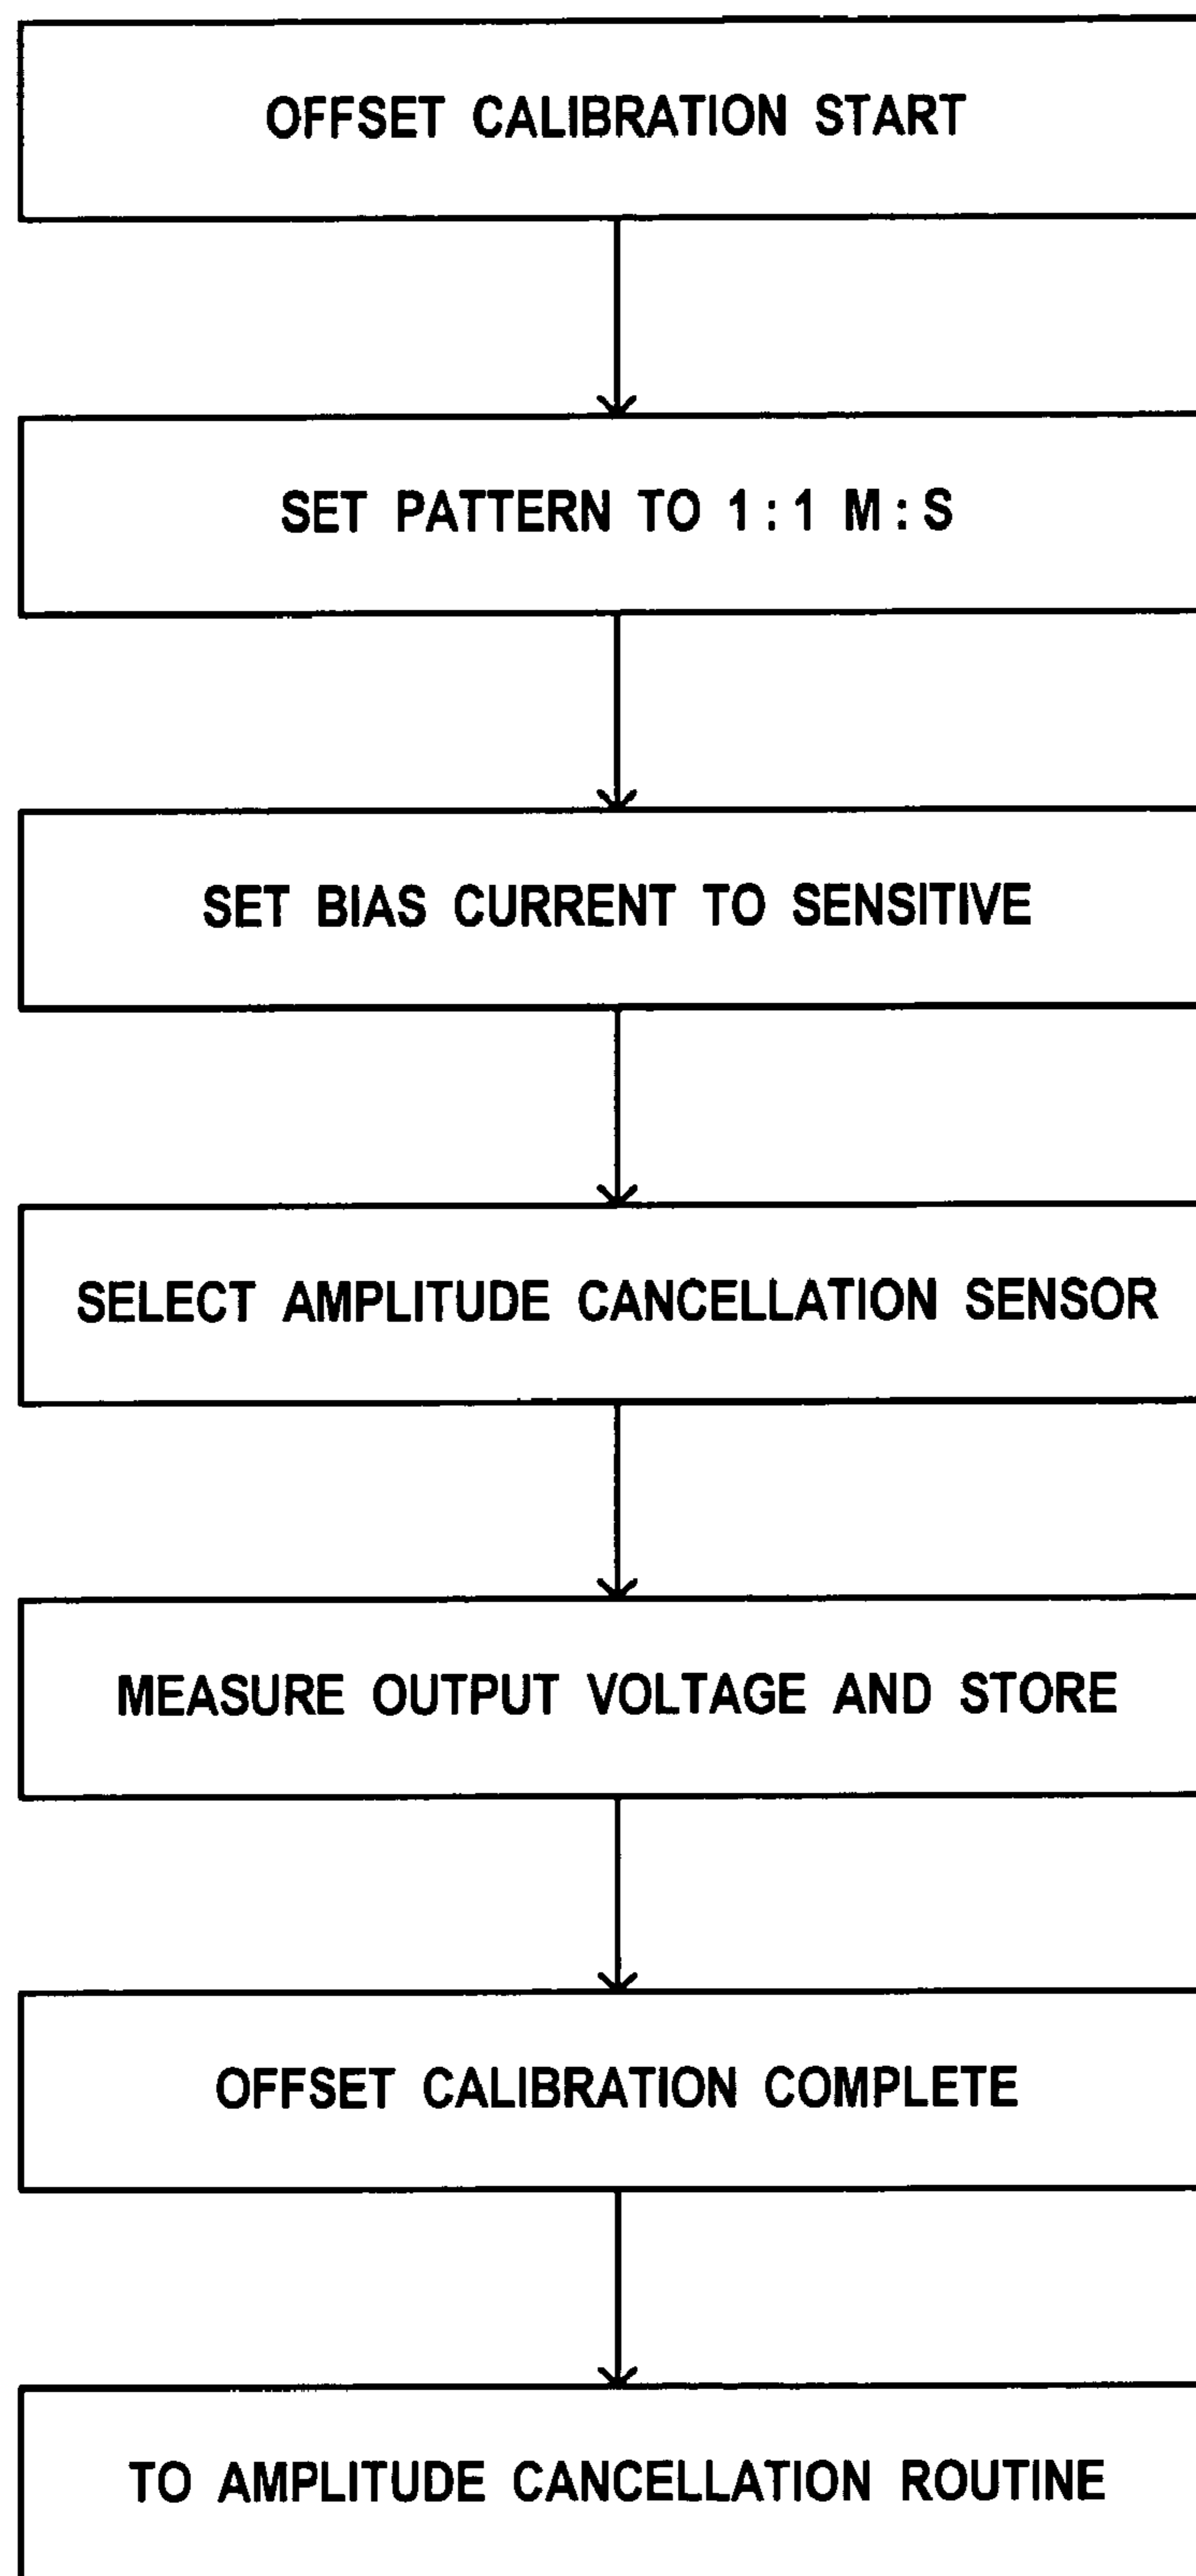 OFFSET CALIBRATION START
SET PATTERN TO 1 : 1 M : S
SET BIAS CURRENT TO SENSITIVE
SELECT AMPLITUDE CANCELLATION SENSOR
MEASURE OUTPUT VOLTAGE AND STORE
OFFSET CALIBRATION COMPLETE
TO AMPLITUDE CANCELLATION ROUTINE